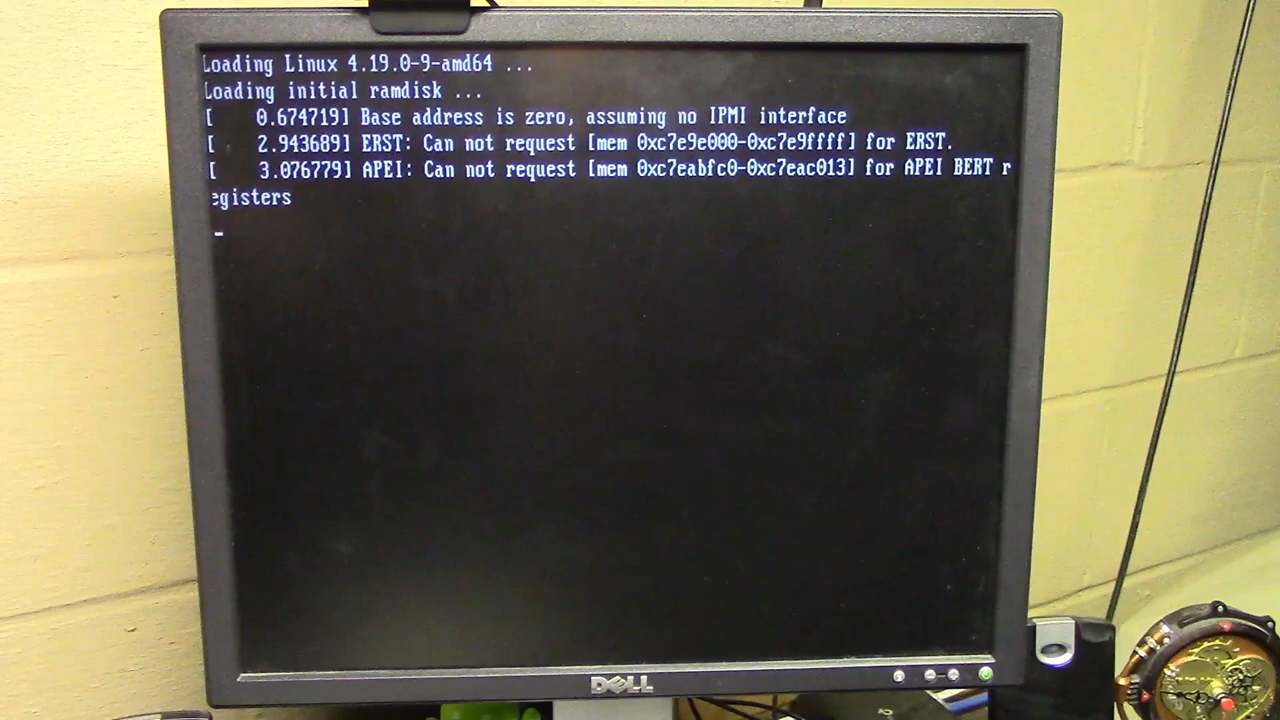 Loading Linux 4.19.0-9-amd64 ...
Loading initial ramdisk ...
[    0.674719] Base address is zero, assuming no IPMI interface
[    2.943689] ERST: Can not request [mem 0xc7e9e000-0xc7e9ffff] for ERST.
[    3.076779] APEI: Can not request [mem 0xc7eabfc0-0xc7eac013] for APEI BERT r
egisters
_
DELL